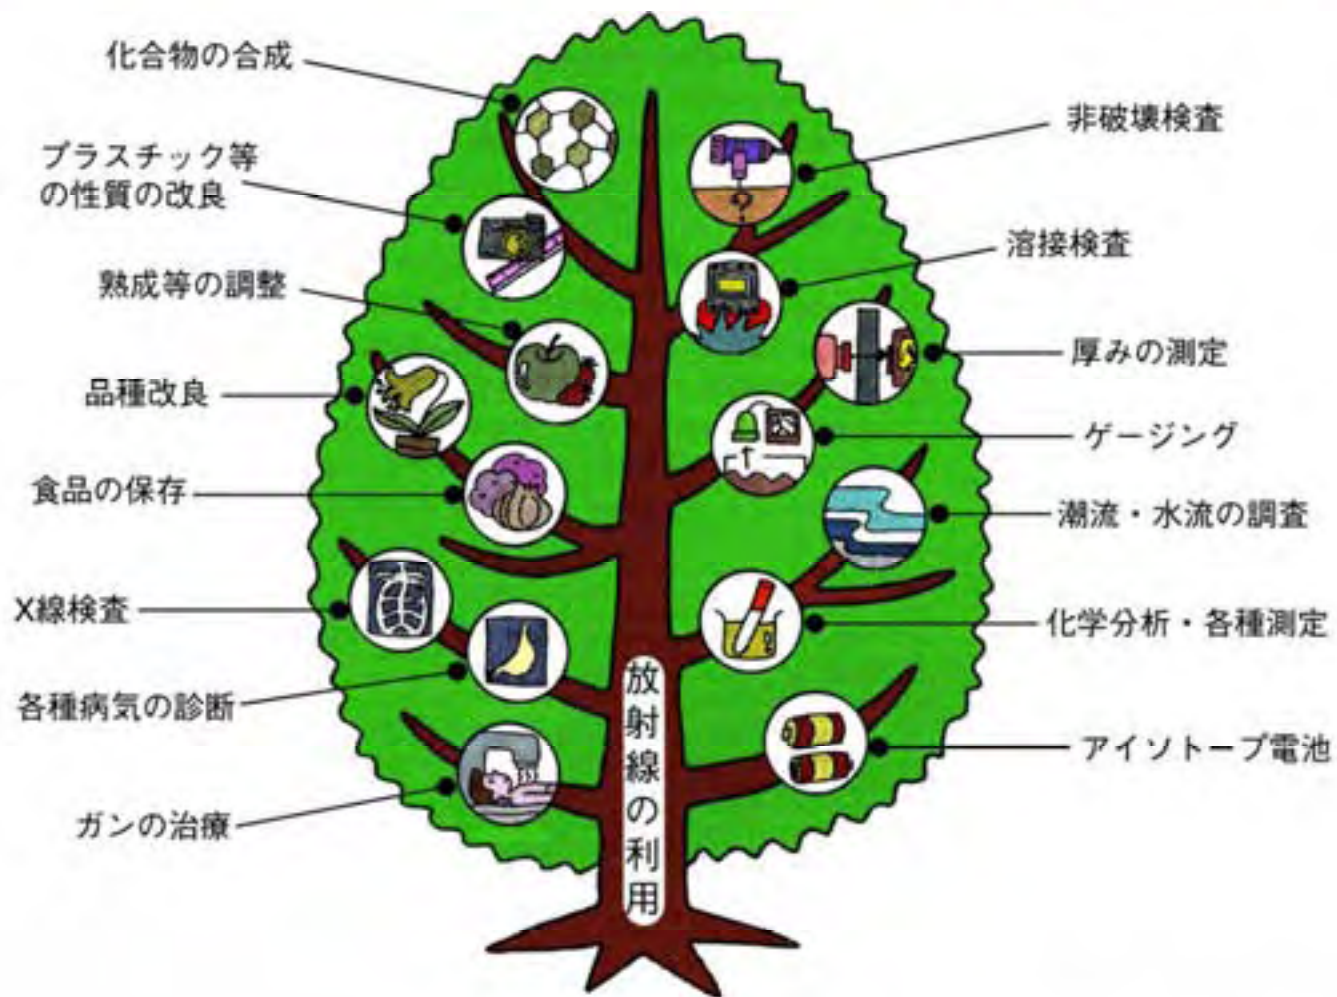 化合物の合成
プラスチック等
の性質の改良
熟成等の調整
品種改良
食品の保存
X線検査
各種病気の診断
ガンの治療
非破壊検査
溶接検査
厚みの測定
ゲージング
潮流・水流の調査
化学分析・各種測定
アイソトープ電池
放射線の利用